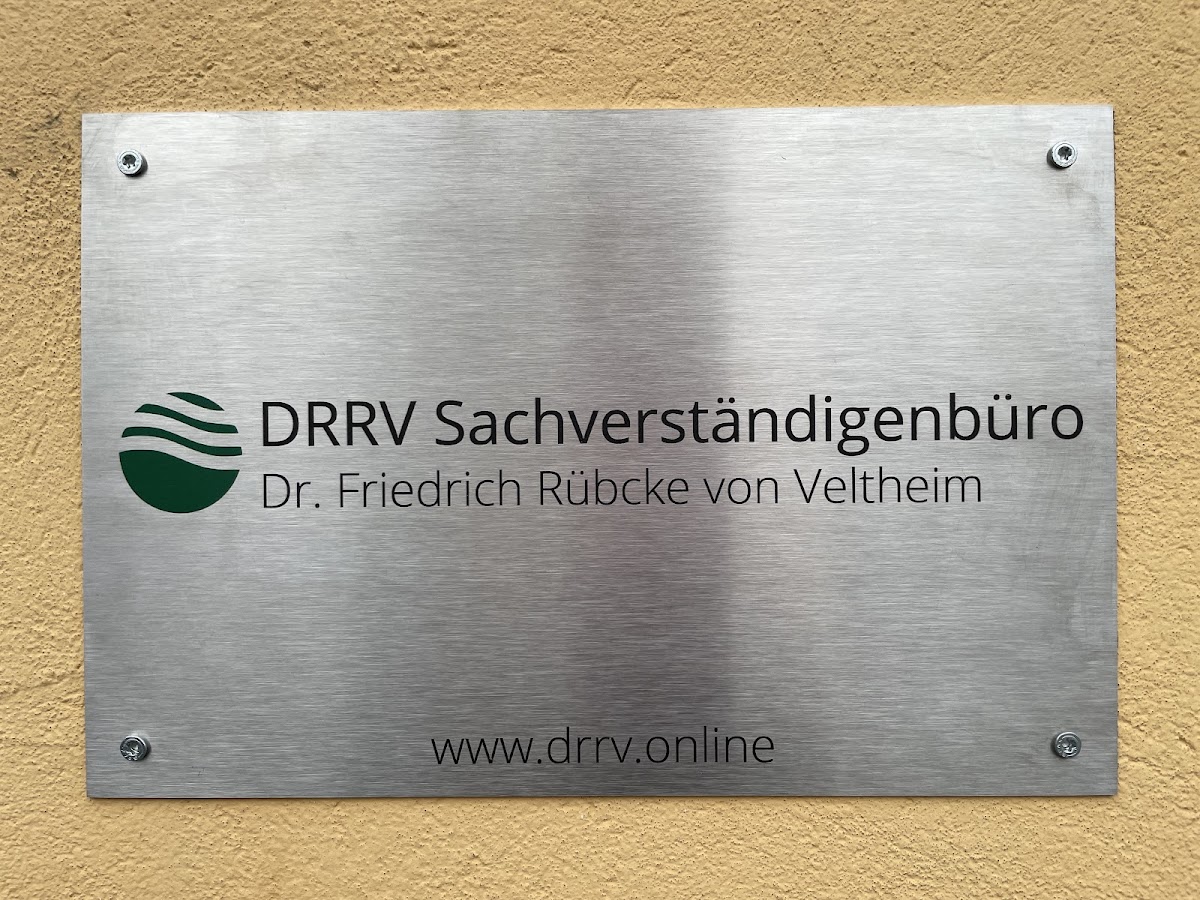 DRRV Sachverständigenbüro
Dr. Friedrich Rübcke von Veltheim
www.drrv.online